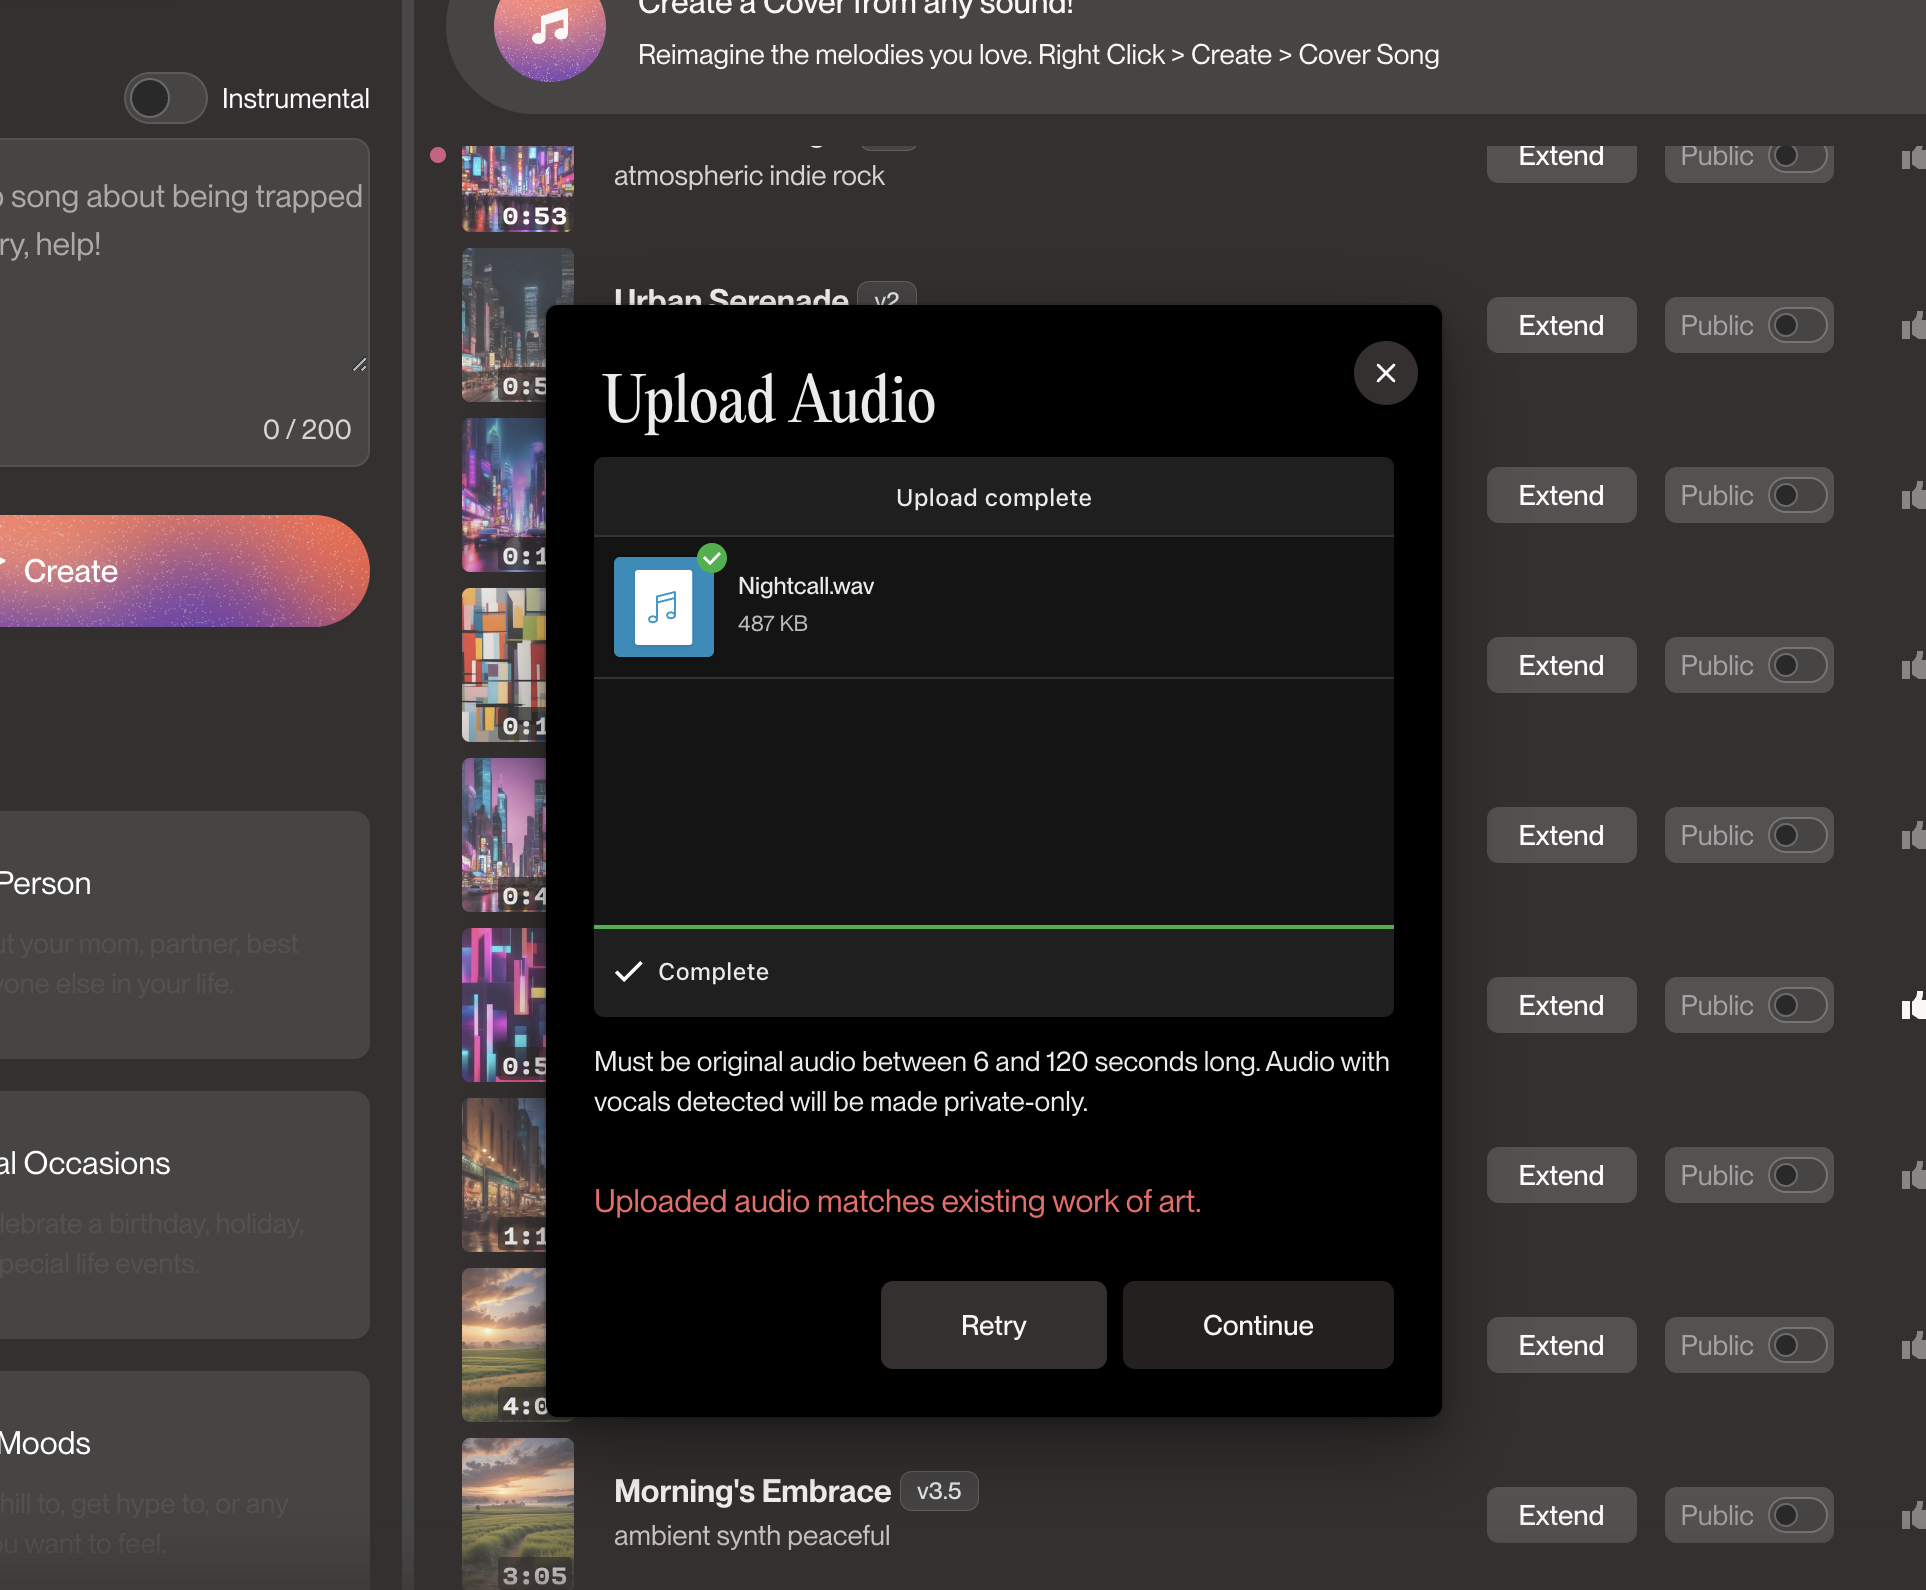 Create a Cover from any sound!
Reimagine the melodies you love. Right Click > Create > Cover Song
Instrumental
song about being trapped
ry, help!
0 / 200
Create
Person
ut your mom, partner, best
yone else in your life.
al Occasions
lebrate a birthday, holiday,
pecial life events.
Moods
hill to, get hype to, or any
ou want to feel.
0:53
atmospheric indie rock
Extend
Public
Urban Serenade
v2
0:5
Extend
Public
0:1
Extend
Public
0:1
Extend
Public
0:4
Extend
Public
0:5
Extend
Public
1:1
Extend
Public
4:0
Extend
Public
Morning's Embrace
v3.5
ambient synth peaceful
3:05
Extend
Public
Upload Audio
Upload complete
Nightcall.wav
487 KB
Complete
Must be original audio between 6 and 120 seconds long. Audio with
vocals detected will be made private-only.
Uploaded audio matches existing work of art.
Retry
Continue